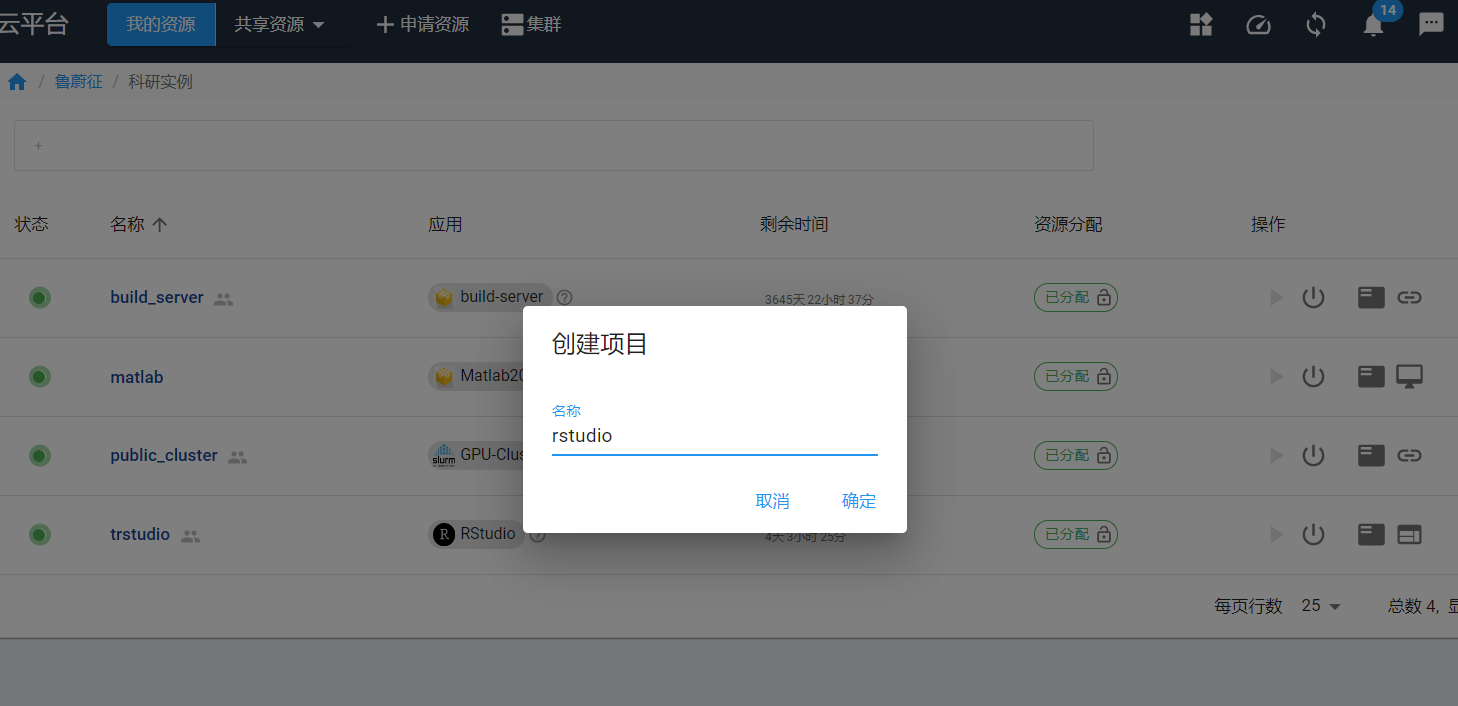 云平台 我的资源 共享资源 申请资源 集群 14
/ 鲁蔚征 / 科研实例
+
状态 名称 应用 剩余时间 资源分配 操作
build_server build-server 3645天 22小时 37分 已分配
创建项目
matlab Matlab20 已分配
名称
rstudio
public_cluster slurm GPU-Clus 已分配
取消 确定
trstudio R RStudio 4天 3小时 25分 已分配
每页行数 25 总数 4,